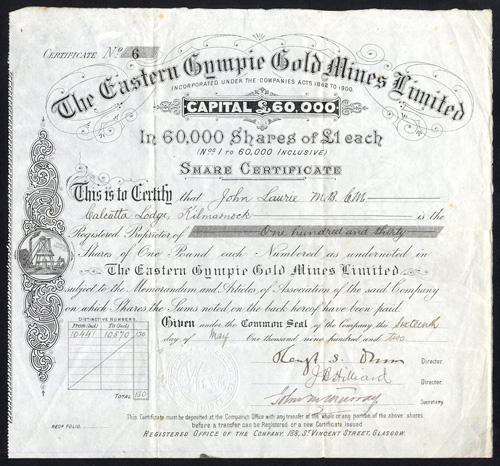 Certificate No. 6
The Eastern Gympie Gold Mines Limited
INCORPORATED UNDER THE COMPANIES ACTS 1862 TO 1900.
CAPITAL £60,000
In 60,000 Shares of £1 each
(Nos 1 to 60,000 inclusive)
Share Certificate
This is to Certify that John Laurie M.D. C.M.
Calcutta Lodge, Kilmarnock is the
Registered Proprietor of One hundred and thirty
Shares of One Pound each Numbered as undernoted in
The Eastern Gympie Gold Mines Limited
subject to the Memorandum and Articles of Association of the said Company
on which Shares the Sums noted on the back hereof have been paid
DISTINCTIVE NUMBERS.
From (Incl.) To (Incl.)
10441 10570 130
Total 130
Given under the Common Seal of the Company, this Sixteenth
day of May One thousand nine hundred and two
Director.
J. B. Hilliard Director.
Secretary.
REGR FOLIO.
This Certificate must be deposited at the Company's Office with any transfer of the whole or any portion of the above shares
before a transfer can be Registered or a new Certificate issued
Registered Office of the Company, 188, St Vincent Street, Glasgow.